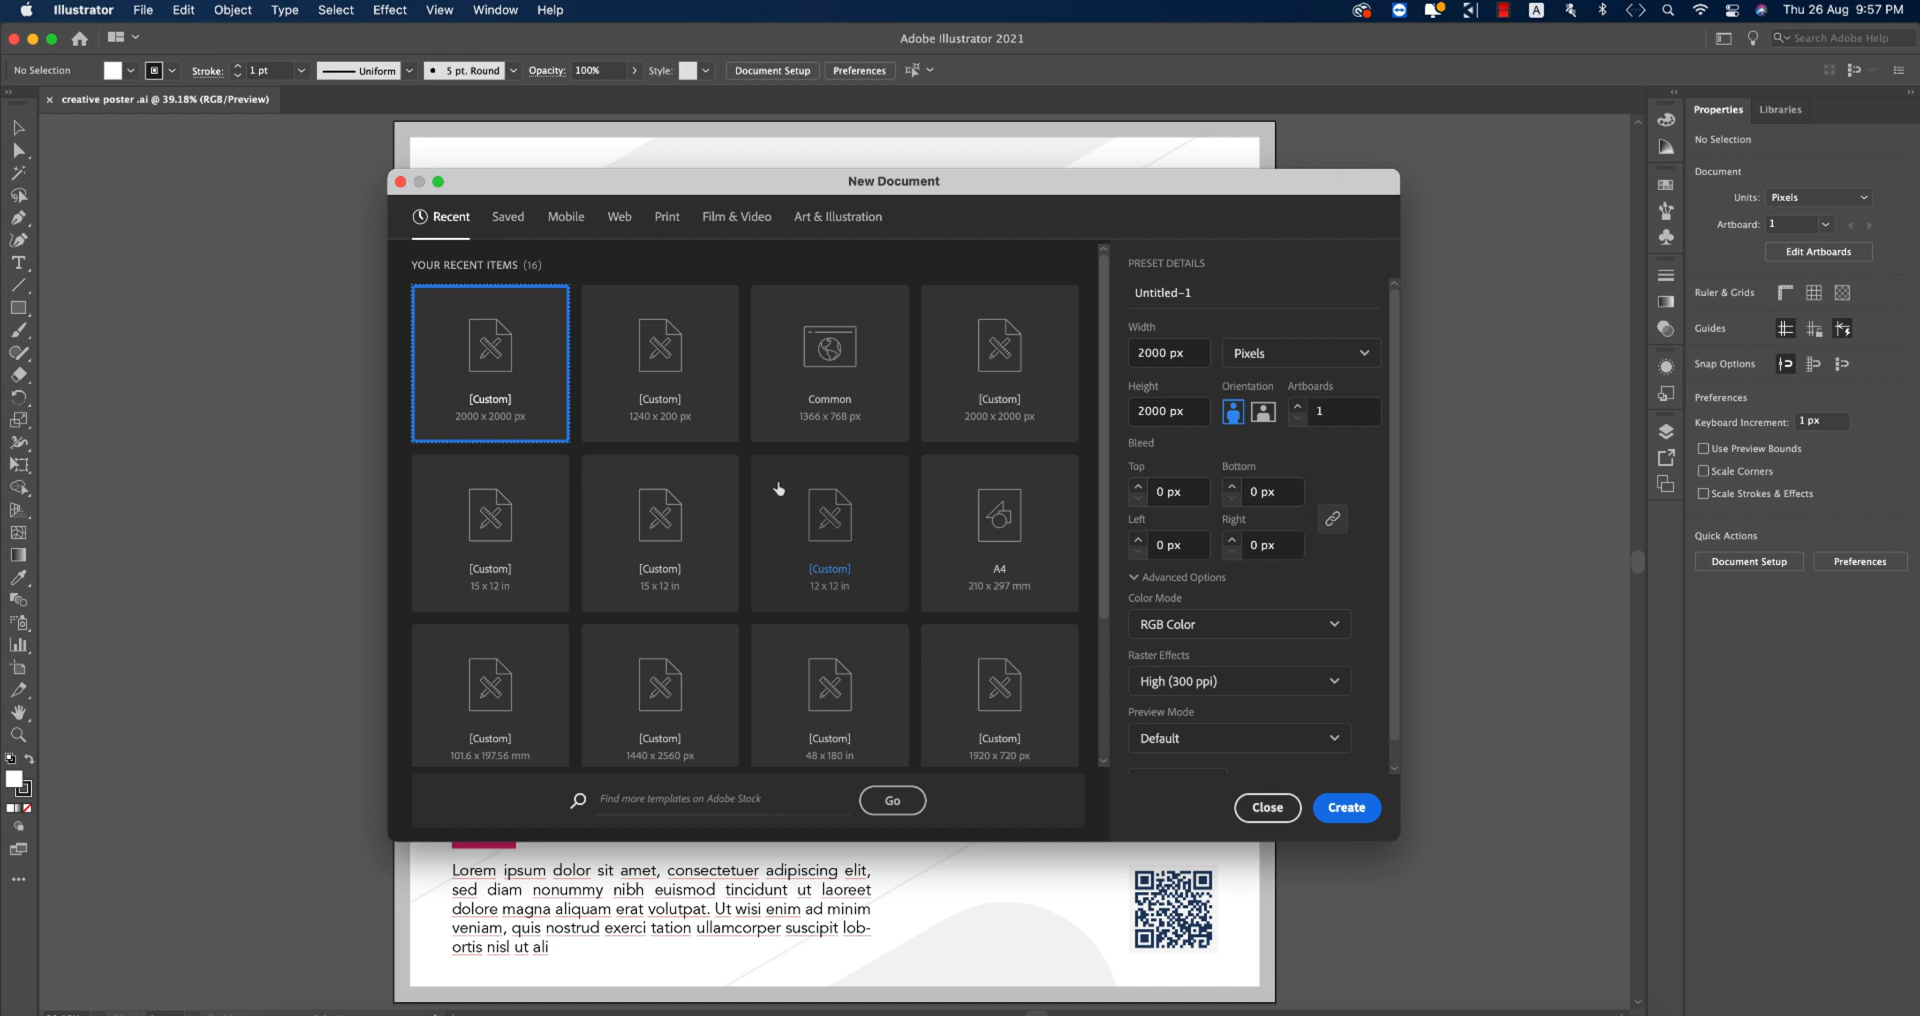 Illustrator File Edit Type Object Select Effect View Window Help
A Thu 26 Aug 9:57 PM
Adobe Illustrator 2021
Search Adobe Help
No Selection
Stroke: 1 pt
Uniform
5 pt. Round
Opacity: 100%
Style:
Document Setup
Preferences
creative poster .ai @ 39.18% (RGB/Preview)
New Document
Recent Saved Mobile Web Print Film & Video Art & Illustration
YOUR RECENT ITEMS (16)
[Custom]
2000 x 2000 px
[Custom]
1240 x 200 px
Common
1366 x 768 px
[Custom]
2000 x 2000 px
[Custom]
15 x 12 in
[Custom]
15 x 12 in
[Custom]
12 x 12 in
A4
210 x 297 mm
[Custom]
101.6 x 197.56 mm
[Custom]
1440 x 2560 px
[Custom]
48 x 180 in
[Custom]
1920 x 720 px
Find more templates on Adobe Stock
Go
PRESET DETAILS
Untitled-1
Width
2000 px
Pixels
Height Orientation Artboards
2000 px
1
Bleed
Top Bottom
0 px 0 px
Left Right
0 px 0 px
Advanced Options
Color Mode
RGB Color
Raster Effects
High (300 ppi)
Preview Mode
Default
Close
Create
Lorem ipsum dolor sit amet, consectetuer adipiscing elit,
sed diam nonummy nibh euismod tincidunt ut laoreet
dolore magna aliquam erat volutpat. Ut wisi enim ad minim
veniam, quis nostrud exerci tation ullamcorper suscipit lob-
ortis nisl ut ali
Properties Libraries
No Selection
Document
Units: Pixels
Artboard: 1
Edit Artboards
Ruler & Grids
Guides
Snap Options
Preferences
Keyboard Increment: 1 px
Use Preview Bounds
Scale Corners
Scale Strokes & Effects
Quick Actions
Document Setup
Preferences